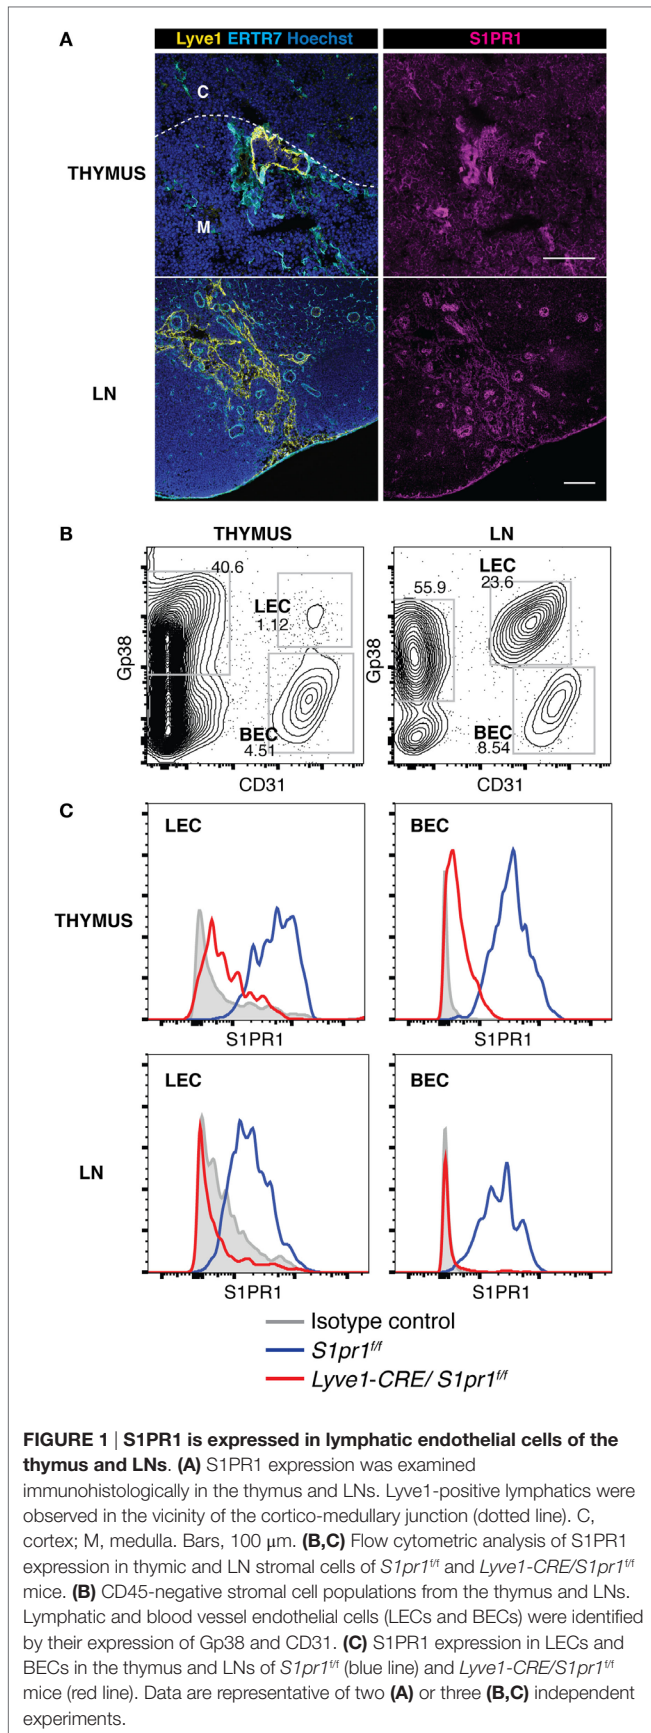 A
Lyve1 ERTR7 Hoechst
S1PR1
C
THYMUS
M
LN
B
THYMUS
LN
40.6
LEC
1.12
BEC
4.51
Gp38
CD31
55.9
LEC
23.6
BEC
8.54
Gp38
CD31
C
THYMUS
LEC
S1PR1
BEC
S1PR1
LN
LEC
S1PR1
BEC
S1PR1
Isotype control
S1pr1f/f
Lyve1-CRE/ S1pr1f/f
FIGURE 1 | S1PR1 is expressed in lymphatic endothelial cells of the
thymus and LNs. (A) S1PR1 expression was examined
immunohistologically in the thymus and LNs. Lyve1-positive lymphatics were
observed in the vicinity of the cortico-medullary junction (dotted line). C,
cortex; M, medulla. Bars, 100 μm. (B,C) Flow cytometric analysis of S1PR1
expression in thymic and LN stromal cells of S1pr1f/f and Lyve1-CRE/S1pr1f/f
mice. (B) CD45-negative stromal cell populations from the thymus and LNs.
Lymphatic and blood vessel endothelial cells (LECs and BECs) were identified
by their expression of Gp38 and CD31. (C) S1PR1 expression in LECs and
BECs in the thymus and LNs of S1pr1f/f (blue line) and Lyve1-CRE/S1pr1f/f
mice (red line). Data are representative of two (A) or three (B,C) independent
experiments.